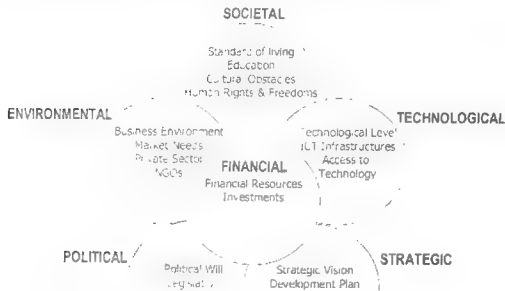 SOCIETAL
Standard of living
Education
Cultural Obstacles
Human Rights & Freedoms
ENVIRONMENTAL
Business Environment
Market Needs
Private Sector
NGOs
TECHNOLOGICAL
Technological Level
ICT Infrastructures
Access to
Technology
FINANCIAL
Financial Resources
Investments
POLITICAL
Political Will
STRATEGIC
Strategic Vision
Development Plan